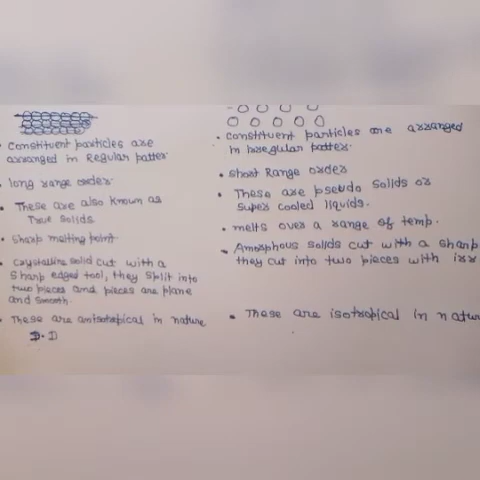 • Constituent particles are
arranged in Regular patter.
• long range order.
• These are also known as
True Solids
• Sharp melting point.
• Crystalline solid cut with a
Sharp edged tool, they split into
two pieces and pieces are plane
and smooth.
• These are anisotropical in nature
D.D
• Constituent particles are arranged
in irregular patter.
• Short Range order
• These are pseudo solids or
Super cooled liquids.
• melts over a range of temp.
• Amorphous solids cut with a sharp
they cut into two pieces with irr
• These are isotropical in natur